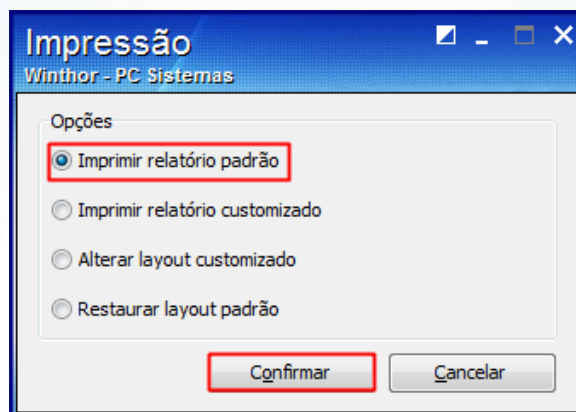 Impressão
Winthor - PC Sistemas
Opções
Imprimir relatório padrão
Imprimir relatório customizado
Alterar layout customizado
Restaurar layout padrão
Confirmar
Cancelar